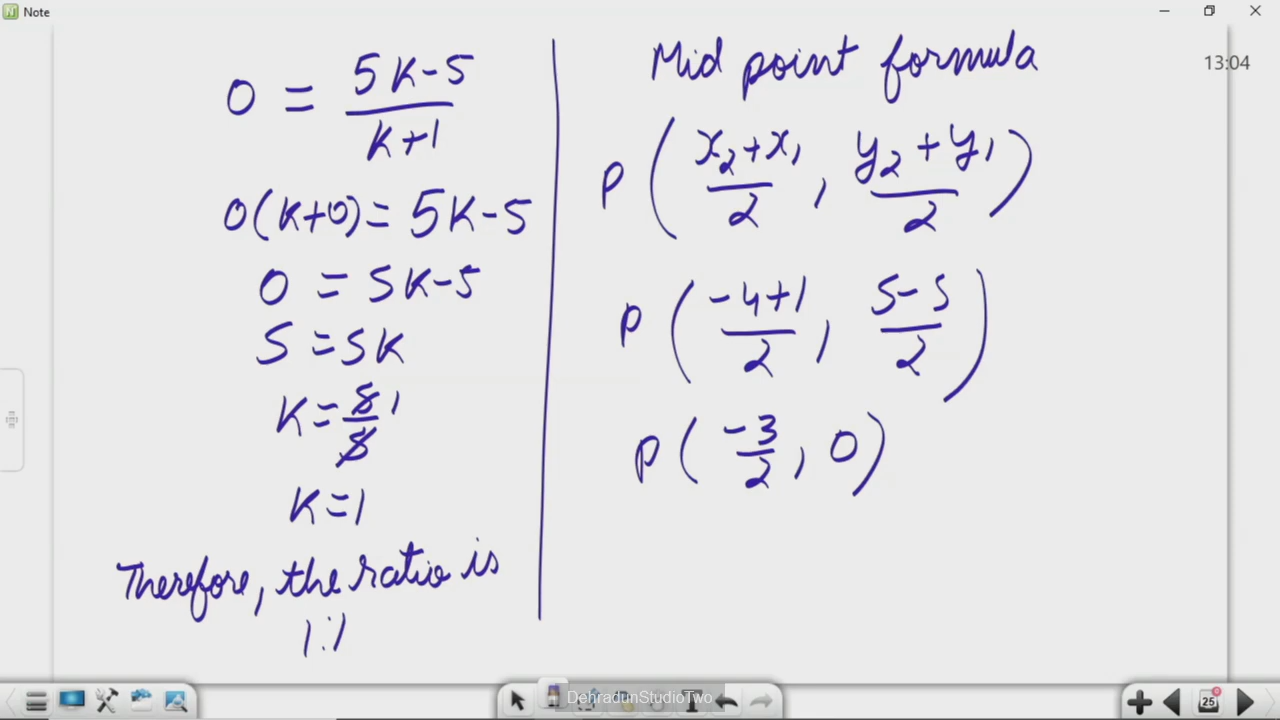 Note
13:04
0 = (5K-5)/(K+1)
0(K+0) = 5K-5
0 = 5K-5
5 = 5K
K = 5/5 1
K = 1
Therefore, the ratio is
1:1
Mid point formula
P ( (x₂+x₁)/2 , (y₂+y₁)/2 )
P ( (-4+1)/2 , (5-5)/2 )
P ( -3/2 , 0 )
DehradunStudioTwo
25